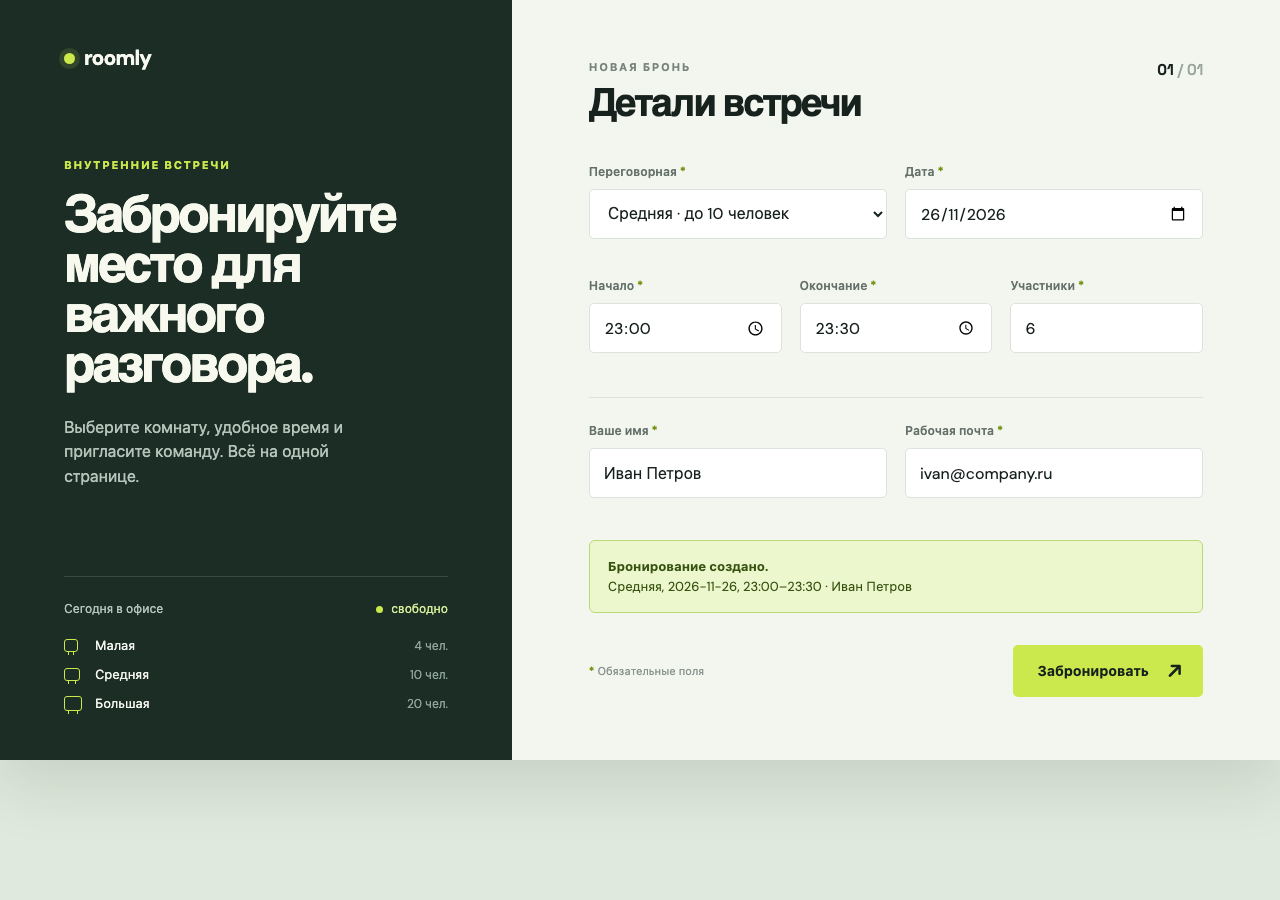 roomly
ВНУТРЕННИЕ ВСТРЕЧИ
Забронируйте
место для
важного
разговора.
Выберите комнату, удобное время и
пригласите команду. Всё на одной
странице.
Сегодня в офисе
свободно
Малая
4 чел.
Средняя
10 чел.
Большая
20 чел.
НОВАЯ БРОНЬ
01 / 01
Детали встречи
Переговорная *
Дата *
Средняя · до 10 человек
26/11/2026
Начало *
Окончание *
Участники *
23:00
23:30
6
Ваше имя *
Рабочая почта *
Иван Петров
ivan@company.ru
Бронирование создано.
Средняя, 2026-11-26, 23:00–23:30 · Иван Петров
* Обязательные поля
Забронировать